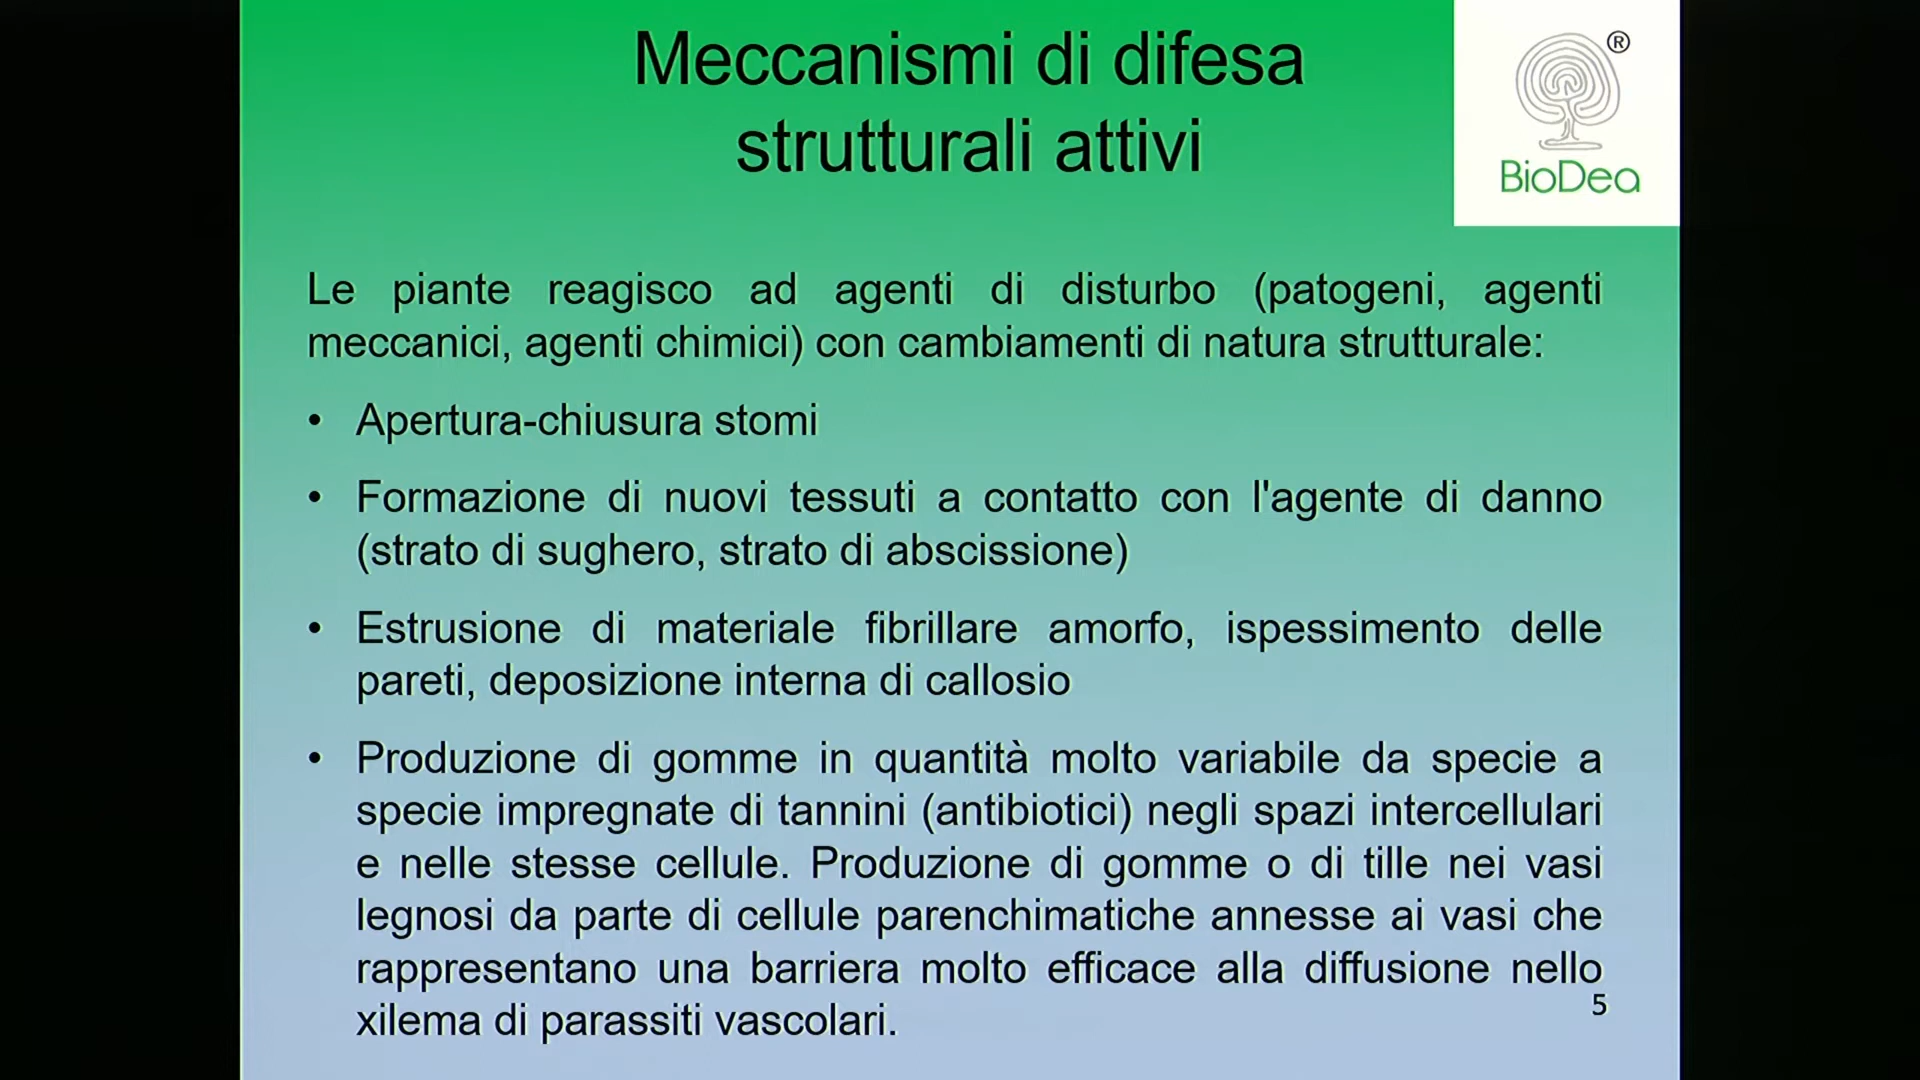 Meccanismi di difesa
strutturali attivi
®
BioDea
Le piante reagisco ad agenti di disturbo (patogeni, agenti
meccanici, agenti chimici) con cambiamenti di natura strutturale:
• Apertura-chiusura stomi
• Formazione di nuovi tessuti a contatto con l'agente di danno
(strato di sughero, strato di abscissione)
• Estrusione di materiale fibrillare amorfo, ispessimento delle
pareti, deposizione interna di callosio
• Produzione di gomme in quantità molto variabile da specie a
specie impregnate di tannini (antibiotici) negli spazi intercellulari
e nelle stesse cellule. Produzione di gomme o di tille nei vasi
legnosi da parte di cellule parenchimatiche annesse ai vasi che
rappresentano una barriera molto efficace alla diffusione nello
xilema di parassiti vascolari.
5